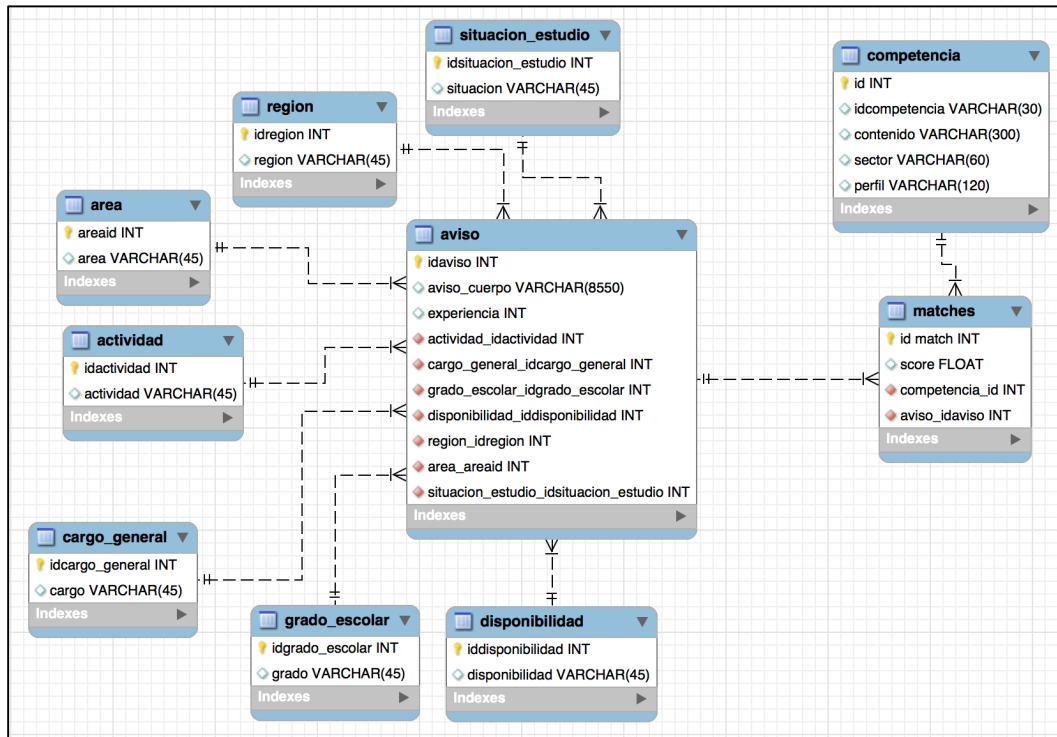 situacion_estudio
idsituacion_estudio INT
situacion VARCHAR(45)
Indexes
competencia
id INT
idcompetencia VARCHAR(30)
contenido VARCHAR(300)
sector VARCHAR(60)
perfil VARCHAR(120)
Indexes
region
idregion INT
region VARCHAR(45)
Indexes
area
areaid INT
area VARCHAR(45)
Indexes
aviso
idaviso INT
aviso_cuerpo VARCHAR(8550)
experiencia INT
actividad_idactividad INT
cargo_general_idcargo_general INT
grado_escolar_idgrado_escolar INT
disponibilidad_iddisponibilidad INT
region_idregion INT
area_areaid INT
situacion_estudio_idsituacion_estudio INT
Indexes
matches
id match INT
score FLOAT
competencia_id INT
aviso_idaviso INT
Indexes
actividad
idactividad INT
actividad VARCHAR(45)
Indexes
cargo_general
idcargo_general INT
cargo VARCHAR(45)
Indexes
grado_escolar
idgrado_escolar INT
grado VARCHAR(45)
Indexes
disponibilidad
iddisponibilidad INT
disponibilidad VARCHAR(45)
Indexes